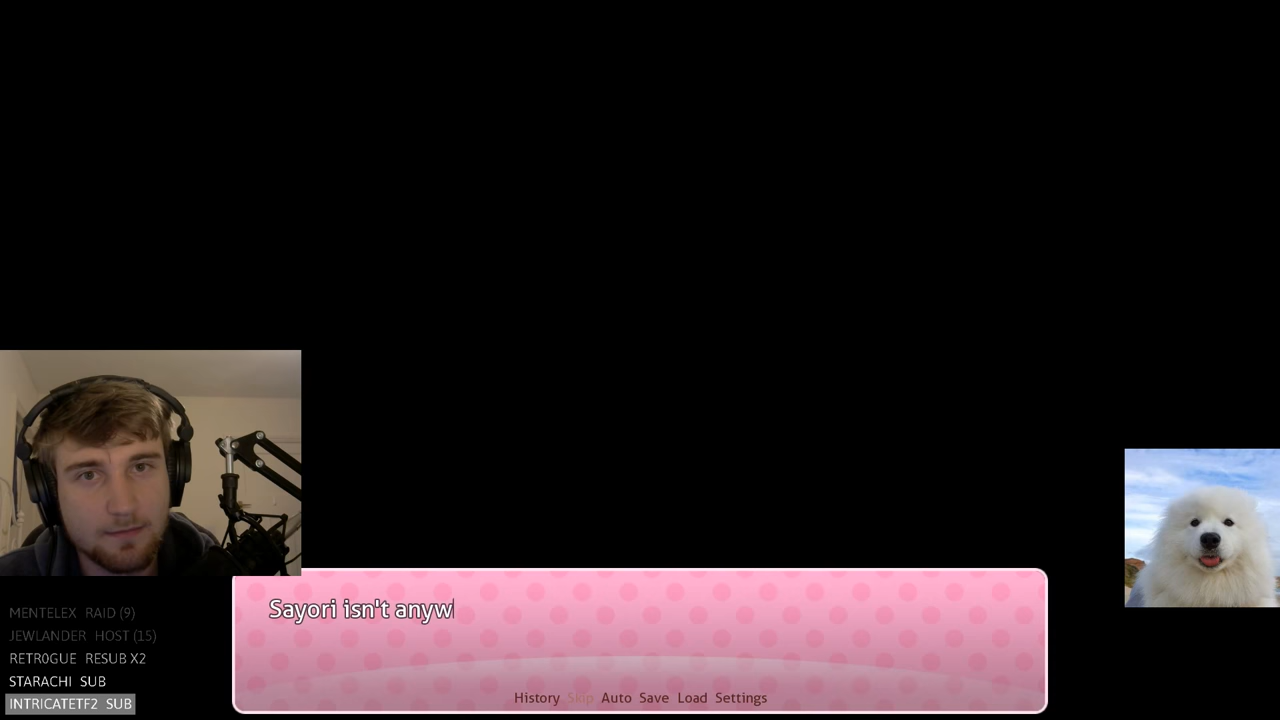 Sayori isn't anyw
History Skip Auto Save Load Settings
MENTELEX RAID (9)
JEWLANDER HOST (15)
RETR0GUE RESUB X2
STARACHI SUB
INTRICATETF2 SUB